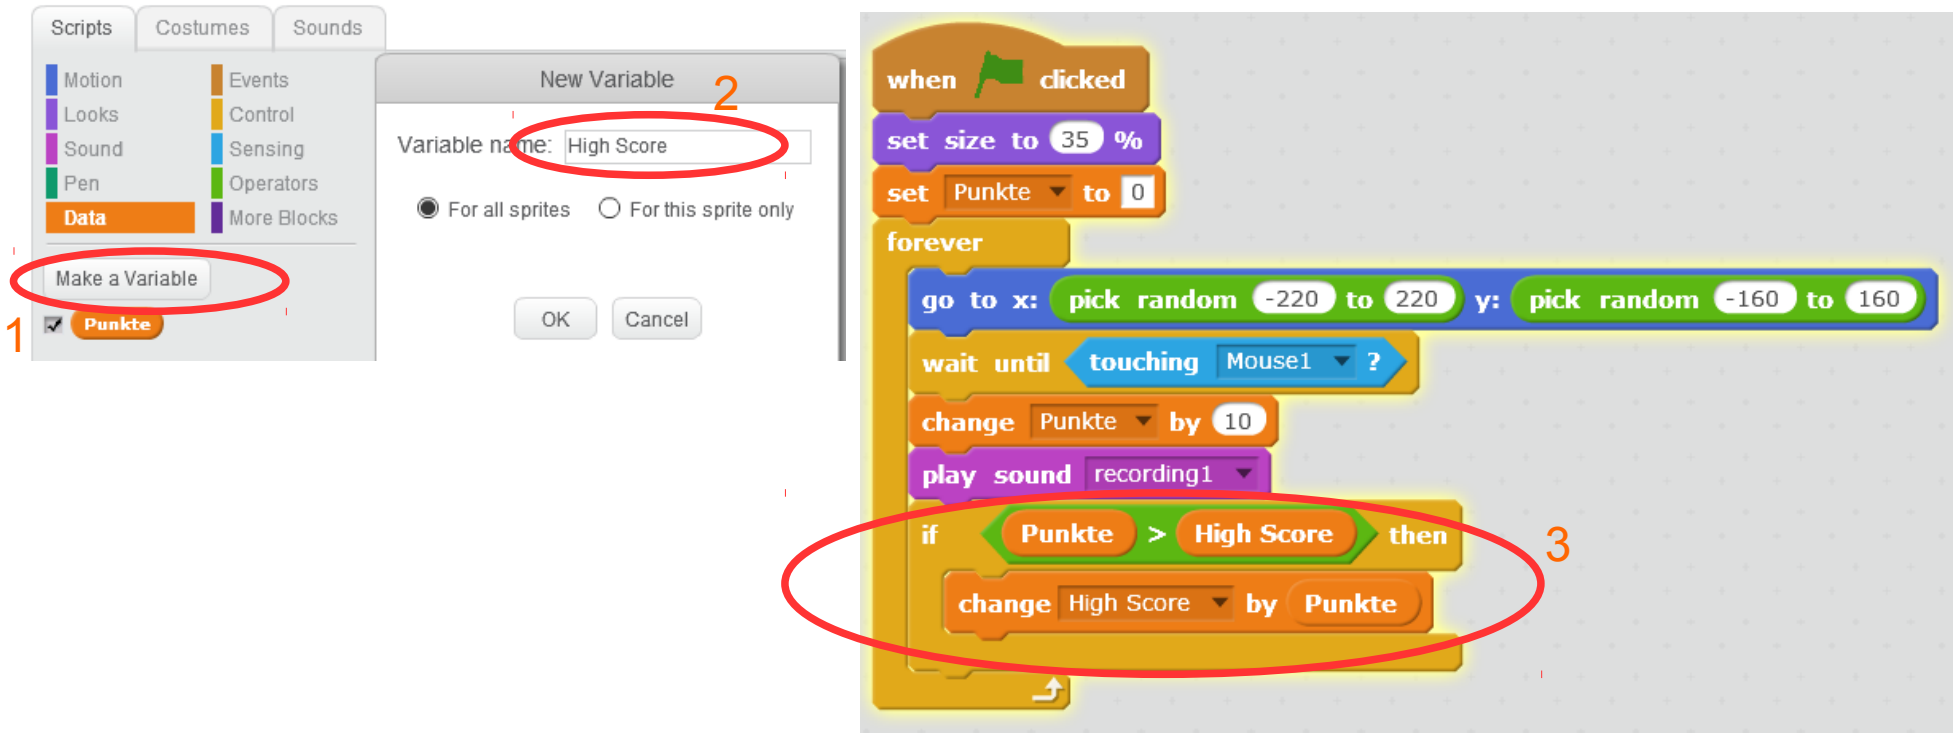 Scripts Costumes Sounds
Motion Events
Looks Control
Sound Sensing
Pen Operators
Data More Blocks
Make a Variable
1
Punkte
New Variable
2
Variable name: High Score
For all sprites For this sprite only
OK Cancel
when clicked
set size to 35 %
set Punkte to 0
forever
go to x: pick random -220 to 220 y: pick random -160 to 160
wait until touching Mouse1 ?
change Punkte by 10
play sound recording1
if Punkte > High Score then
3
change High Score by Punkte